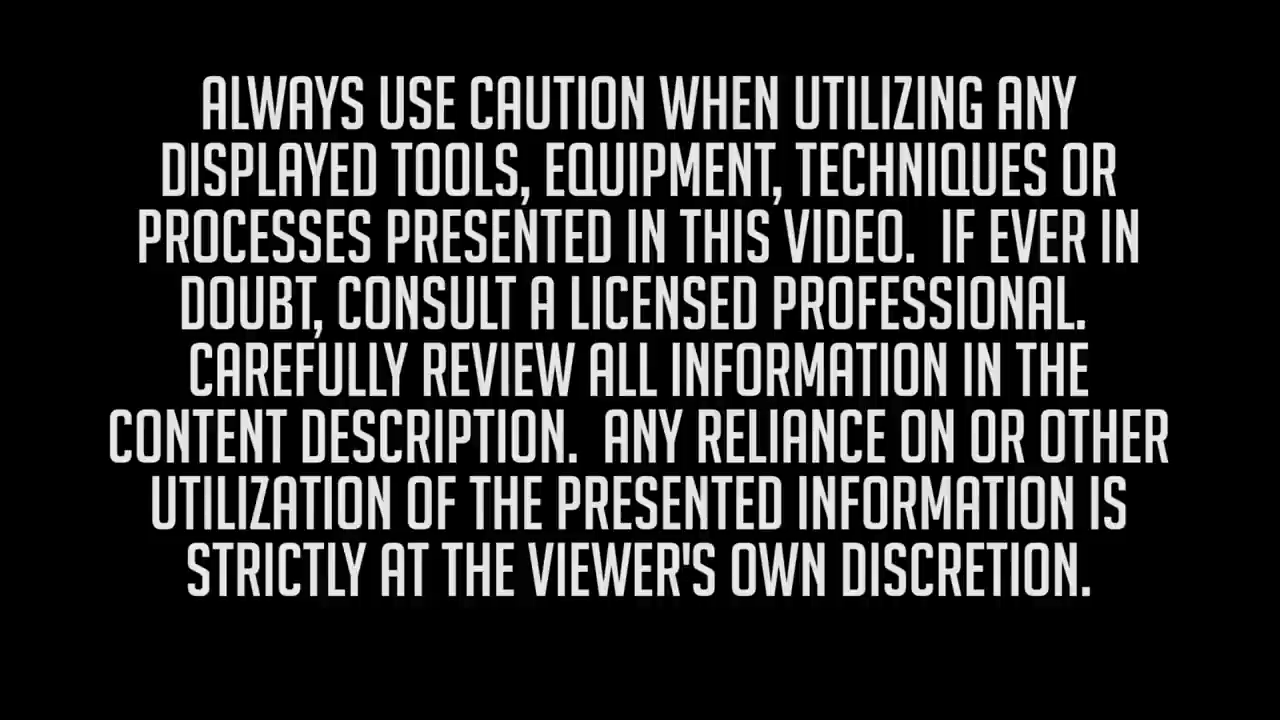 ALWAYS USE CAUTION WHEN UTILIZING ANY
DISPLAYED TOOLS, EQUIPMENT, TECHNIQUES OR
PROCESSES PRESENTED IN THIS VIDEO.  IF EVER IN
DOUBT, CONSULT A LICENSED PROFESSIONAL.
CAREFULLY REVIEW ALL INFORMATION IN THE
CONTENT DESCRIPTION.  ANY RELIANCE ON OR OTHER
UTILIZATION OF THE PRESENTED INFORMATION IS
STRICTLY AT THE VIEWER'S OWN DISCRETION.